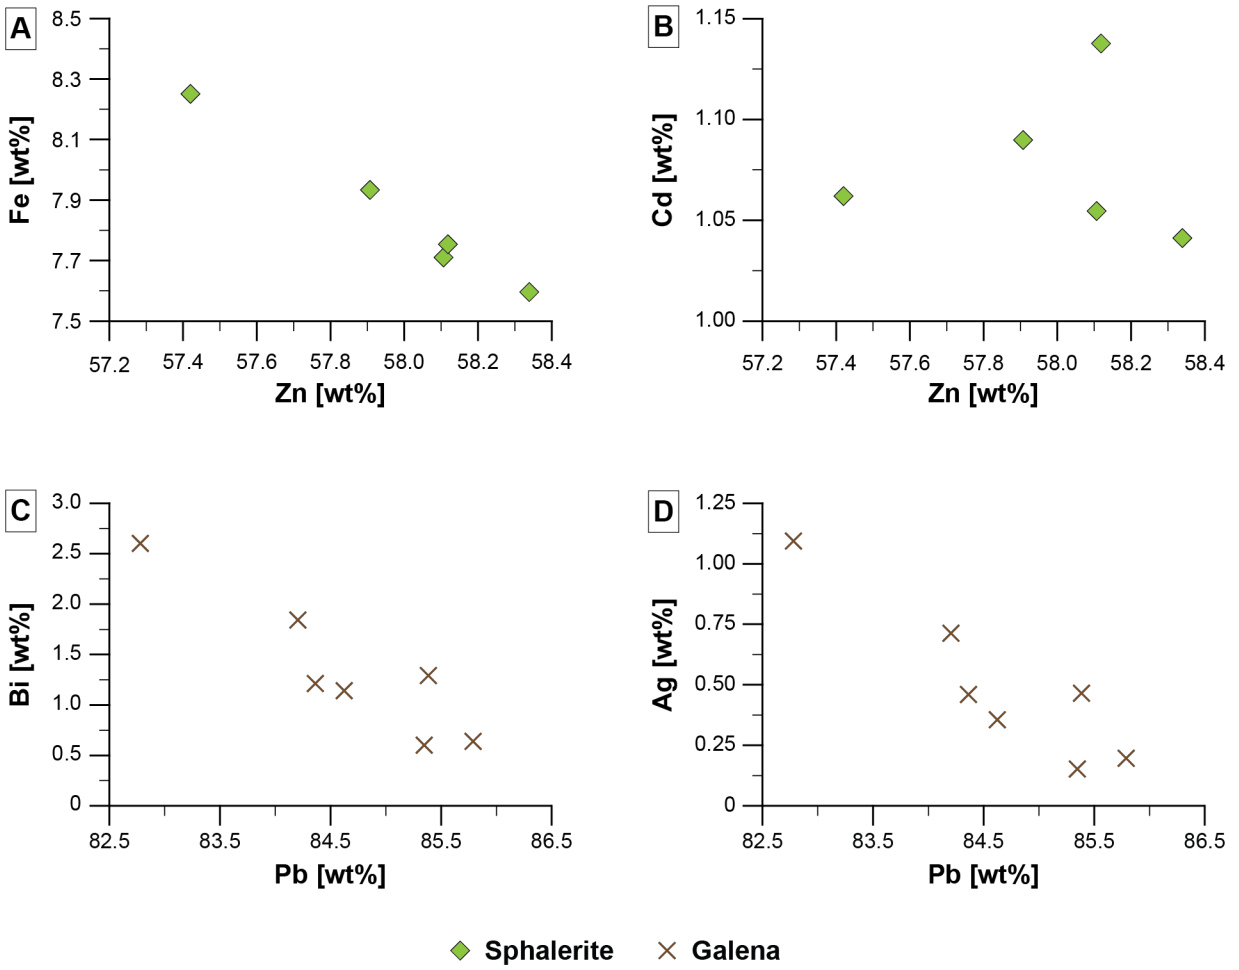 A
8.5
8.3
8.1
7.9
7.7
7.5
Fe [wt%]
57.2 57.4 57.6 57.8 58.0 58.2 58.4
Zn [wt%]
B
1.15
1.10
1.05
1.00
Cd [wt%]
57.2 57.4 57.6 57.8 58.0 58.2 58.4
Zn [wt%]
C
3.0
2.5
2.0
1.5
1.0
0.5
0
Bi [wt%]
82.5 83.5 84.5 85.5 86.5
Pb [wt%]
D
1.25
1.00
0.75
0.50
0.25
0
Ag [wt%]
82.5 83.5 84.5 85.5 86.5
Pb [wt%]
Sphalerite Galena